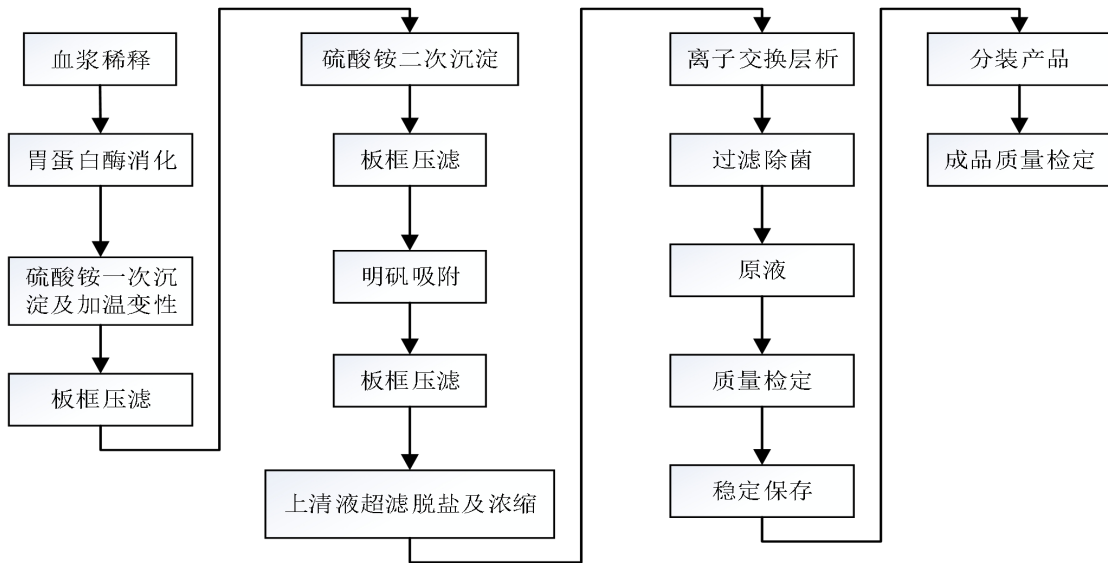 血浆稀释
胃蛋白酶消化
硫酸铵一次沉
淀及加温变性
板框压滤
硫酸铵二次沉淀
板框压滤
明矾吸附
板框压滤
上清液超滤脱盐及浓缩
离子交换层析
过滤除菌
原液
质量检定
稳定保存
分装产品
成品质量检定